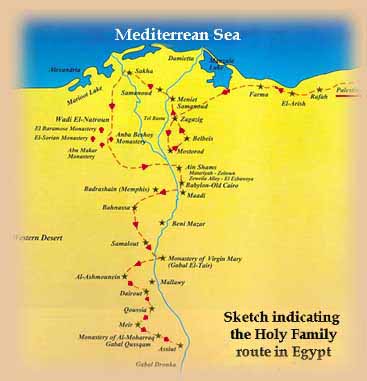 Mediterrean Sea
Alexandria
Damietta
Manzala
Lake
Sakha
Mariout Lake
Samanoud
Meniet
Samanoud
Farma
El-Arish
Rafah
Palestine
Wadi El-Natroun
El Baramose Monastery
El-Sorian Monastery
Anba Beshoy
Monastery
Abu Makar
Monastery
Tel Basta
Zagazig
Belbeis
Mostorod
Ain Shams
Matariyah - Zeitoun
Zeweila Alley - El Ezbaweya
Babylon-Old Cairo
Badrashain (Memphis)
Maadi
Bahnassa
Beni Mazar
Western Desert
Samalout
Monastery of Virgin Mary
(Gabal El-Tair)
Al-Ashmounein
Mallawy
Dairout
Qoussia
Meir
Monastery of Al-Moharraq
Gabal Qusqam
Assiut
Gabal Dronka
Sketch indicating
the Holy Family
route in Egypt